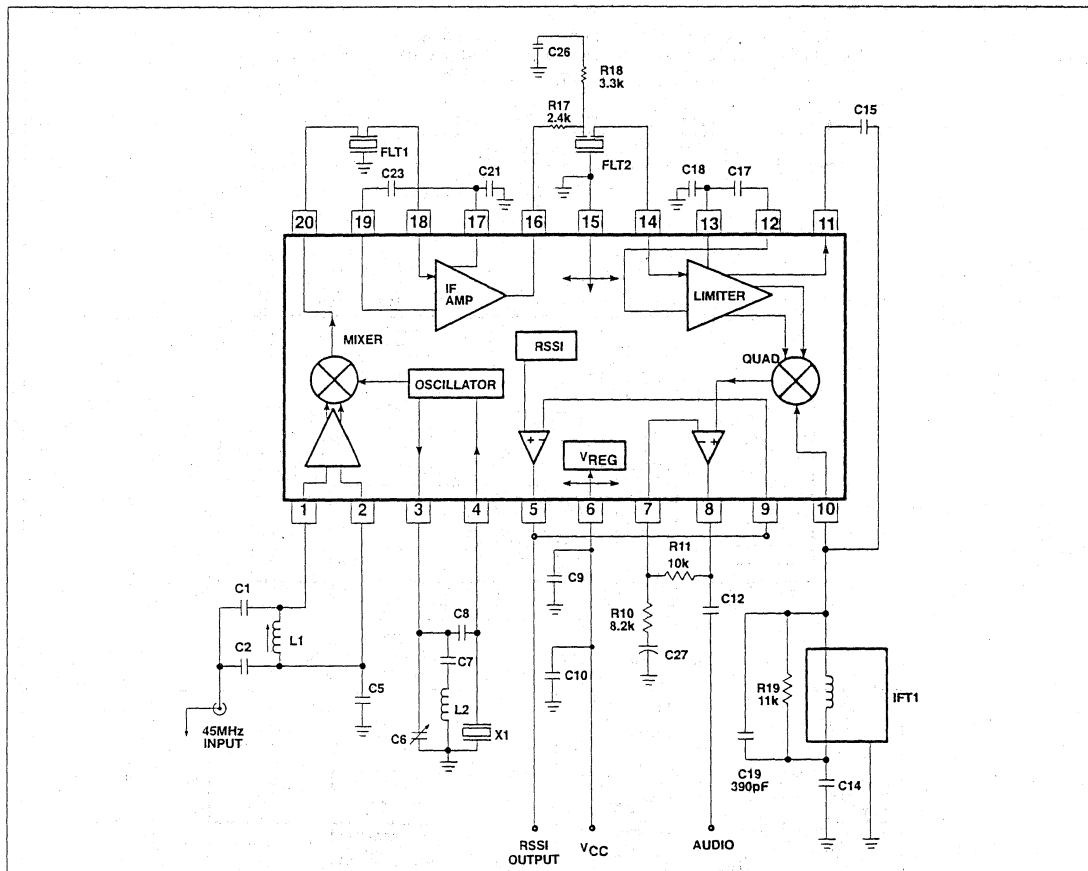 C26
R18
3.3k
R17
2.4k
C15
FLT1
FLT2
C23
C21
C18
C17
20
19
18
17
16
15
14
13
12
11
IF
AMP
LIMITER
MIXER
RSSI
QUAD
OSCILLATOR
+ -
- +
VREG
1
2
3
4
5
6
7
8
9
10
R11
10k
C1
C9
C12
C8
R10
8.2k
C2
L1
C7
C27
C5
C10
L2
R19
11k
IFT1
45MHz
INPUT
C6
X1
C19
390pF
C14
RSSI
OUTPUT
VCC
AUDIO